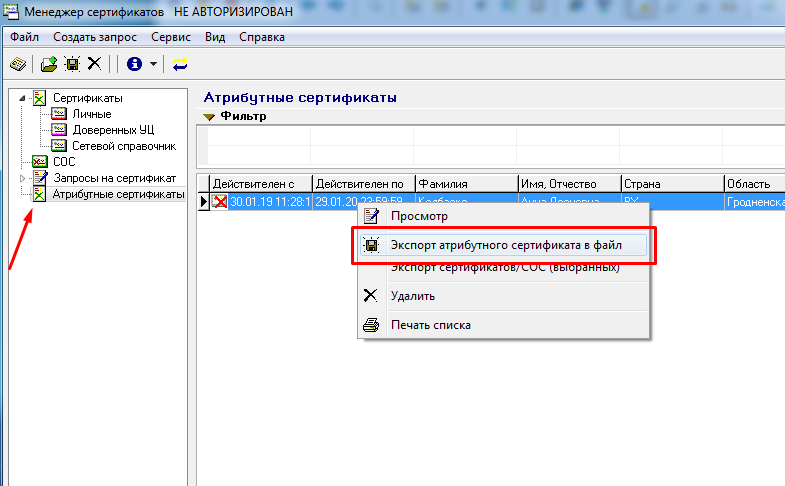 Менеджер сертификатов НЕ АВТОРИЗИРОВАН
Файл Создать запрос Сервис Вид Справка
Сертификаты
Личные
Доверенных УЦ
Сетевой справочник
СОС
Запросы на сертификат
Атрибутные сертификаты
Атрибутные сертификаты
Фильтр
Действителен с Действителен по Фамилия Имя, Отчество Страна Область
30.01.19 11:28:1 29.01.20 23:59:59 BY Гродненска
Просмотр
Экспорт атрибутного сертификата в файл
Экспорт сертификатов/СОС (выбранных)
Удалить
Печать списка